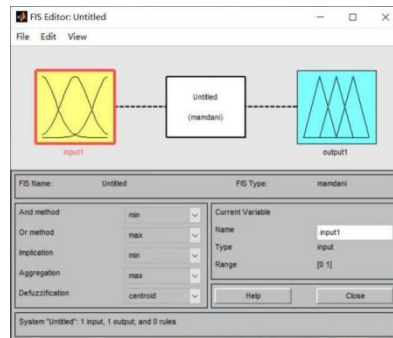 FIS Editor: Untitled
File Edit View
Untitled
(mamdani)
input1
output1
FIS Name: Untitled FIS Type: mamdani
And method min
Or method max
Implication min
Aggregation max
Defuzzification centroid
Current Variable
Name input1
Type input
Range [0 1]
Help Close
System "Untitled": 1 input, 1 output, and 0 rules